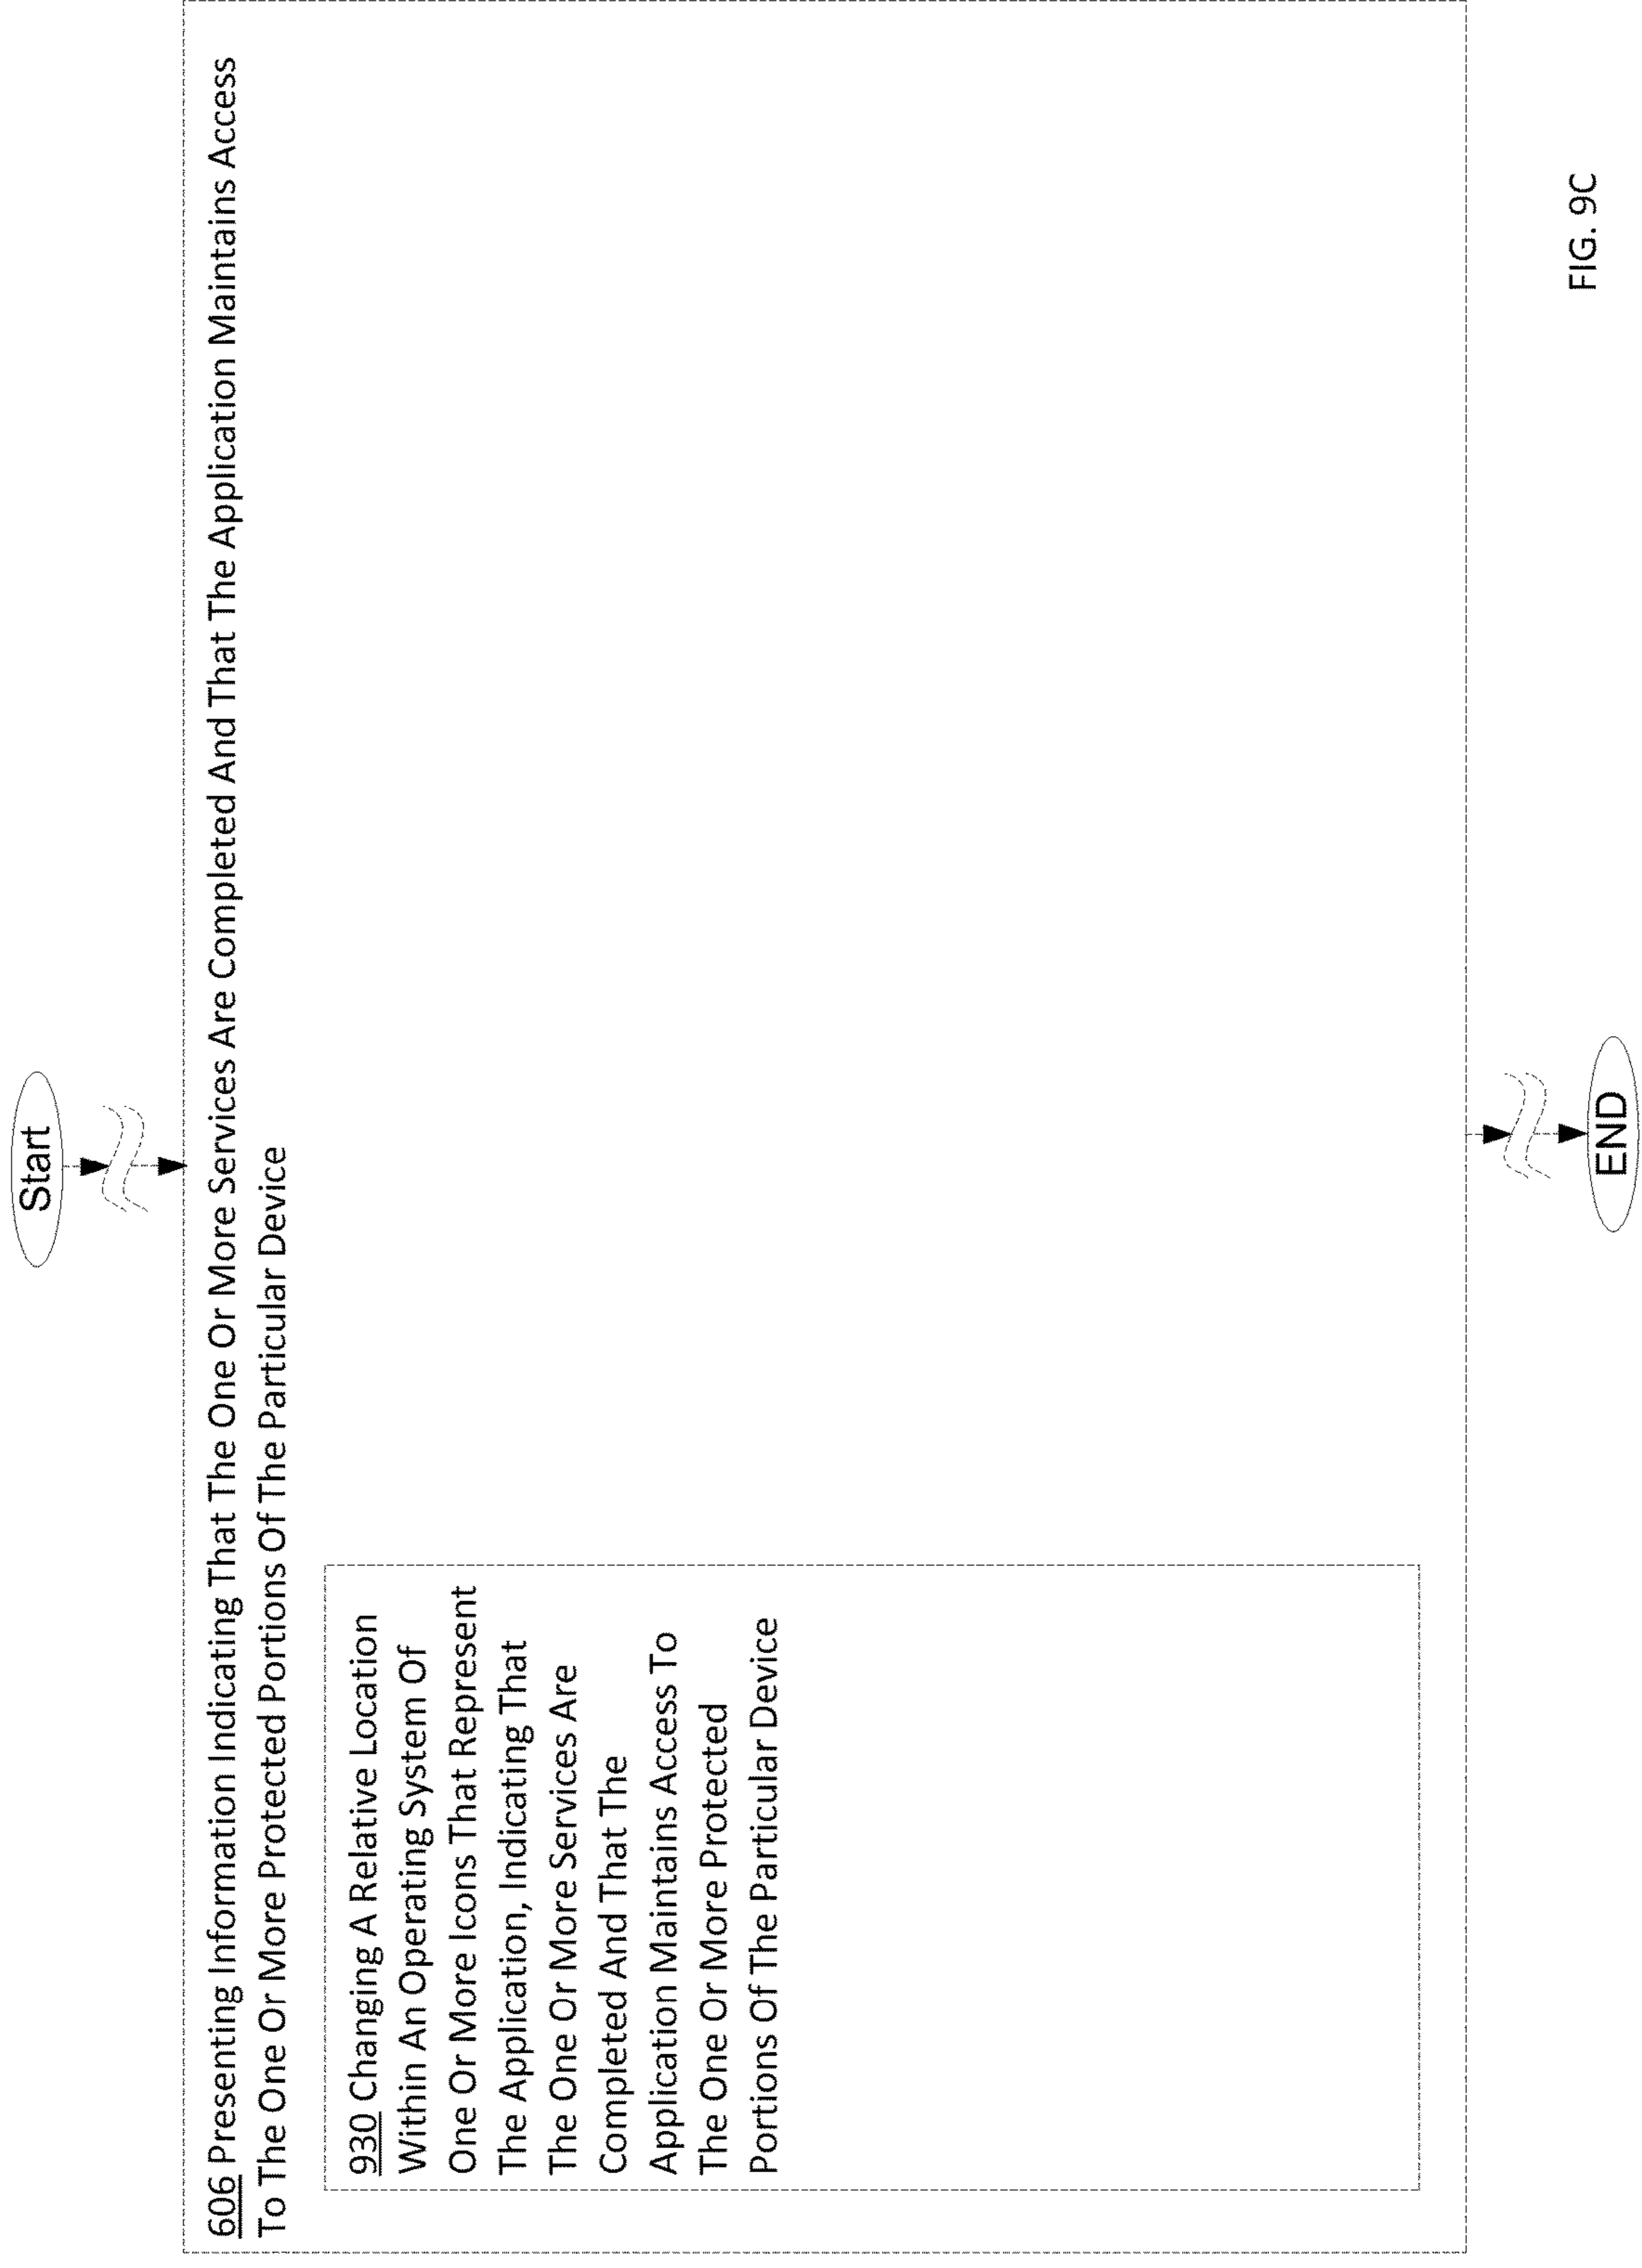 Start
606 Presenting Information Indicating That The One Or More Services Are Completed And That The Application Maintains Access
To The One Or More Protected Portions Of The Particular Device
930 Changing A Relative Location
Within An Operating System Of
One Or More Icons That Represent
The Application, Indicating That
The One Or More Services Are
Completed And That The
Application Maintains Access To
The One Or More Protected
Portions Of The Particular Device
END
FIG. 9C